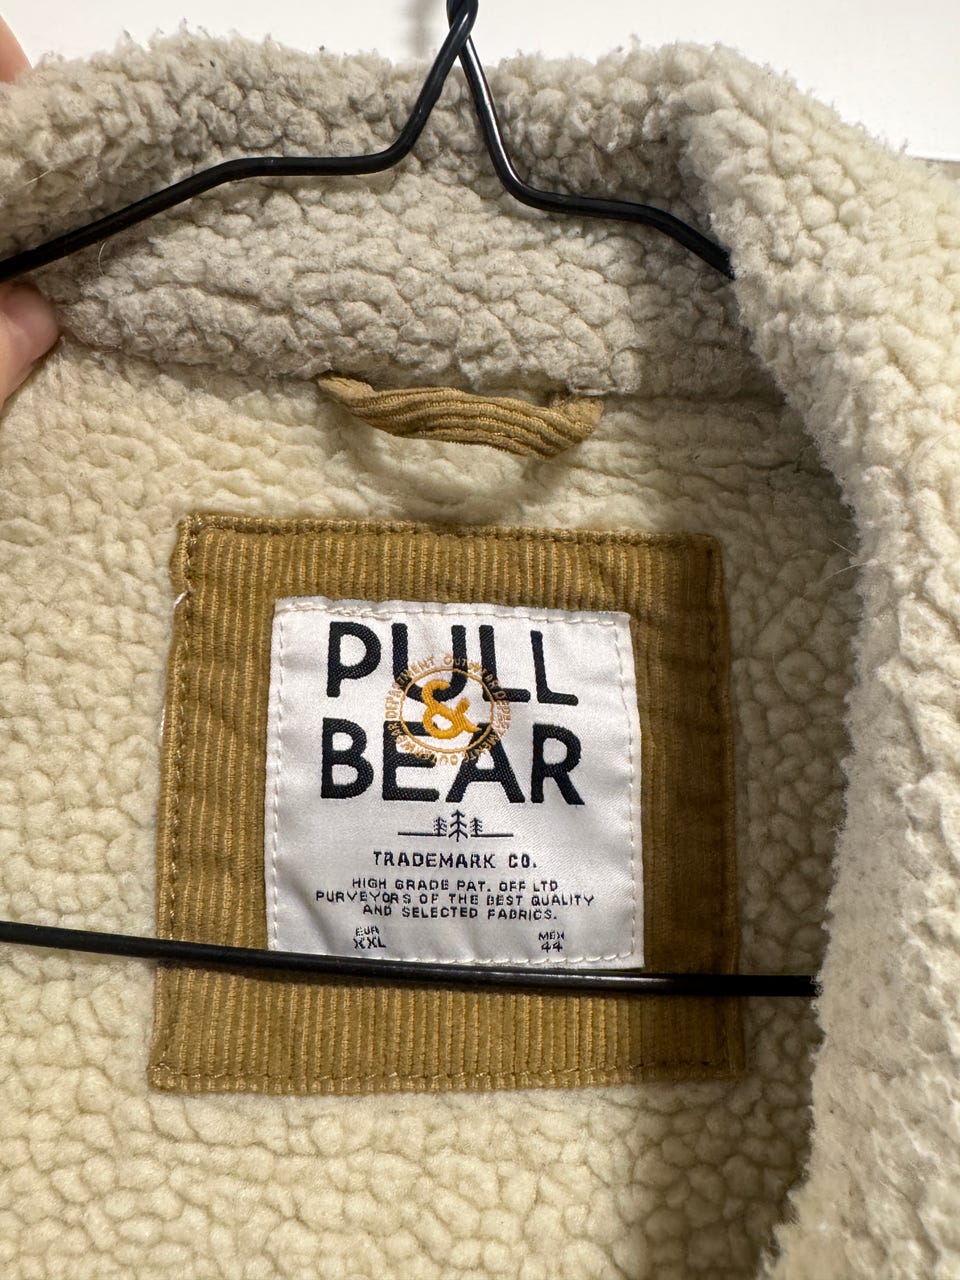 PULL
&
BEAR
TRADEMARK CO.
HIGH GRADE PAT. OFF LTD
PURVEYORS OF THE BEST QUALITY
AND SELECTED FABRICS.
EUR MEX
XXL 44